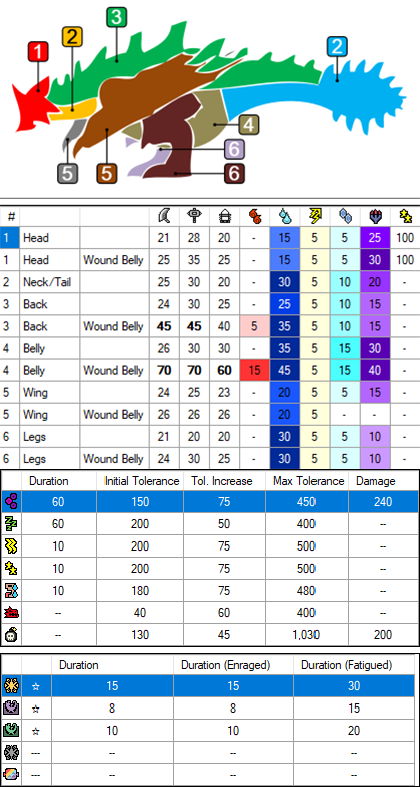 3
2
1
2
4
5
5
6
6
#
1 Head 21 28 20 - 15 5 5 25 100
1 Head Wound Belly 25 35 25 - 15 5 5 30 100
2 Neck/Tail 25 30 20 - 30 5 10 20 -
3 Back 24 30 25 - 25 5 10 15 -
3 Back Wound Belly 45 45 40 5 35 5 10 15 -
4 Belly 26 30 30 - 35 5 15 30 -
4 Belly Wound Belly 70 70 60 15 45 5 15 40 -
5 Wing 24 25 23 - 20 5 5 15 -
5 Wing Wound Belly 26 26 26 - 20 5 - - -
6 Legs 21 20 20 - 30 5 5 10 -
6 Legs Wound Belly 24 30 25 - 30 5 5 10 -
Duration Initial Tolerance Tol. Increase Max Tolerance Damage
60 150 75 450 240
60 200 50 400 --
10 200 75 500 --
10 200 75 500 --
10 180 75 480 --
-- 40 60 400 --
-- 130 45 1,030 200
Duration Duration (Enraged) Duration (Fatigued)
☆ 15 15 30
☆ 8 8 15
☆ 10 10 20
--- -- -- --
--- -- -- --